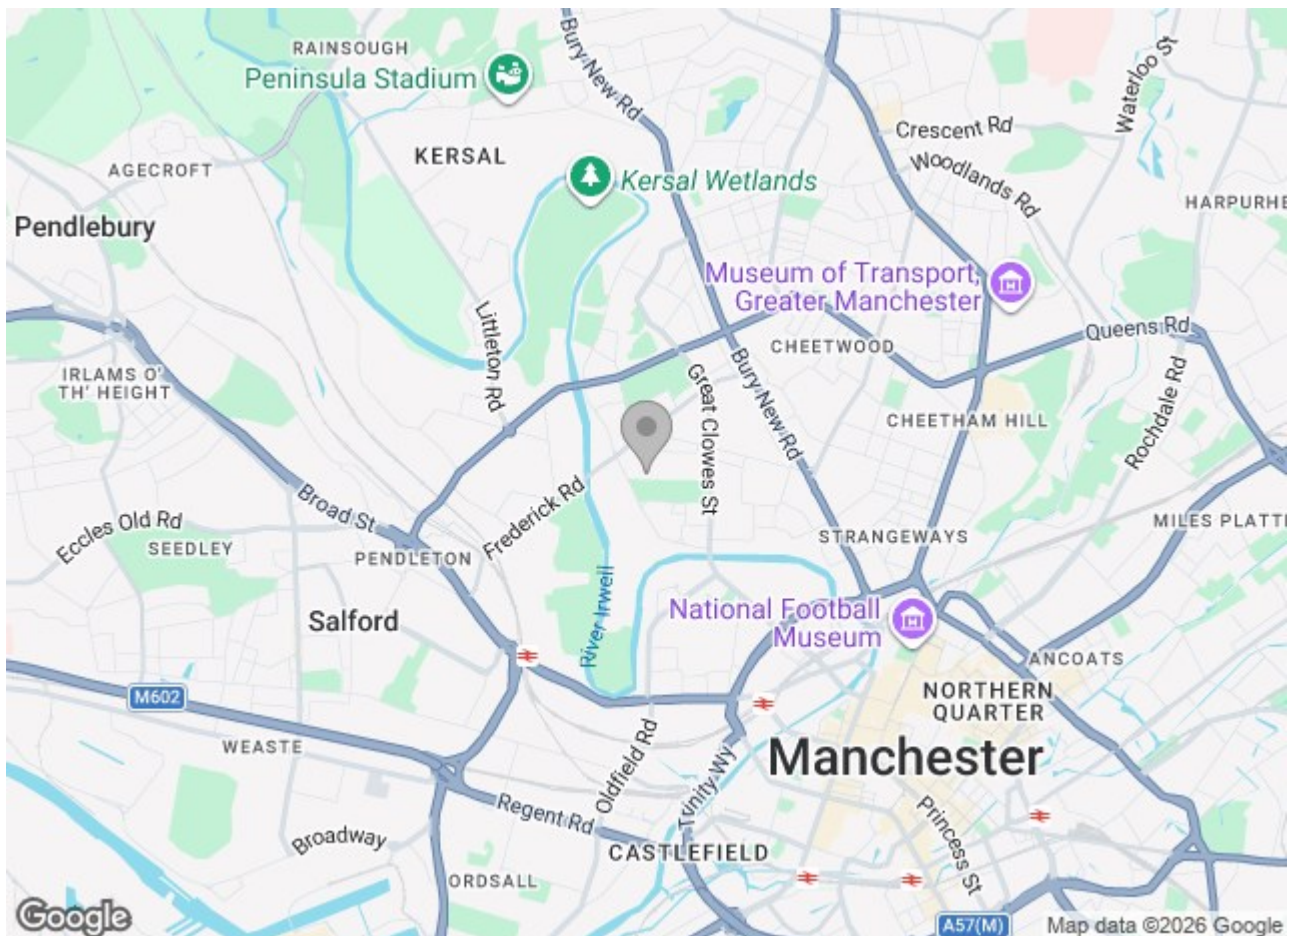 RAINSOUGH
Peninsula Stadium
Bury New Rd
Waterloo St
Crescent Rd
KERSAL
AGECROFT
Woodlands Rd
Kersal Wetlands
HARPURHE
Pendlebury
Museum of Transport,
Greater Manchester
Littleton Rd
Queens Rd
CHEETWOOD
IRLAMS O'
TH' HEIGHT
Great Clowes St
Bury New Rd
Rochdale Rd
CHEETHAM HILL
Broad St
Frederick Rd
Eccles Old Rd
SEEDLEY
PENDLETON
STRANGEWAYS
MILES PLATTI
Salford
River Irwell
National Football
Museum
ANCOATS
M602
NORTHERN
QUARTER
WEASTE
Oldfield Rd
Trinity Wy
Manchester
Regent Rd
Princess St
Broadway
CASTLEFIELD
ORDSALL
Google
A57(M)
Map data ©2026 Google